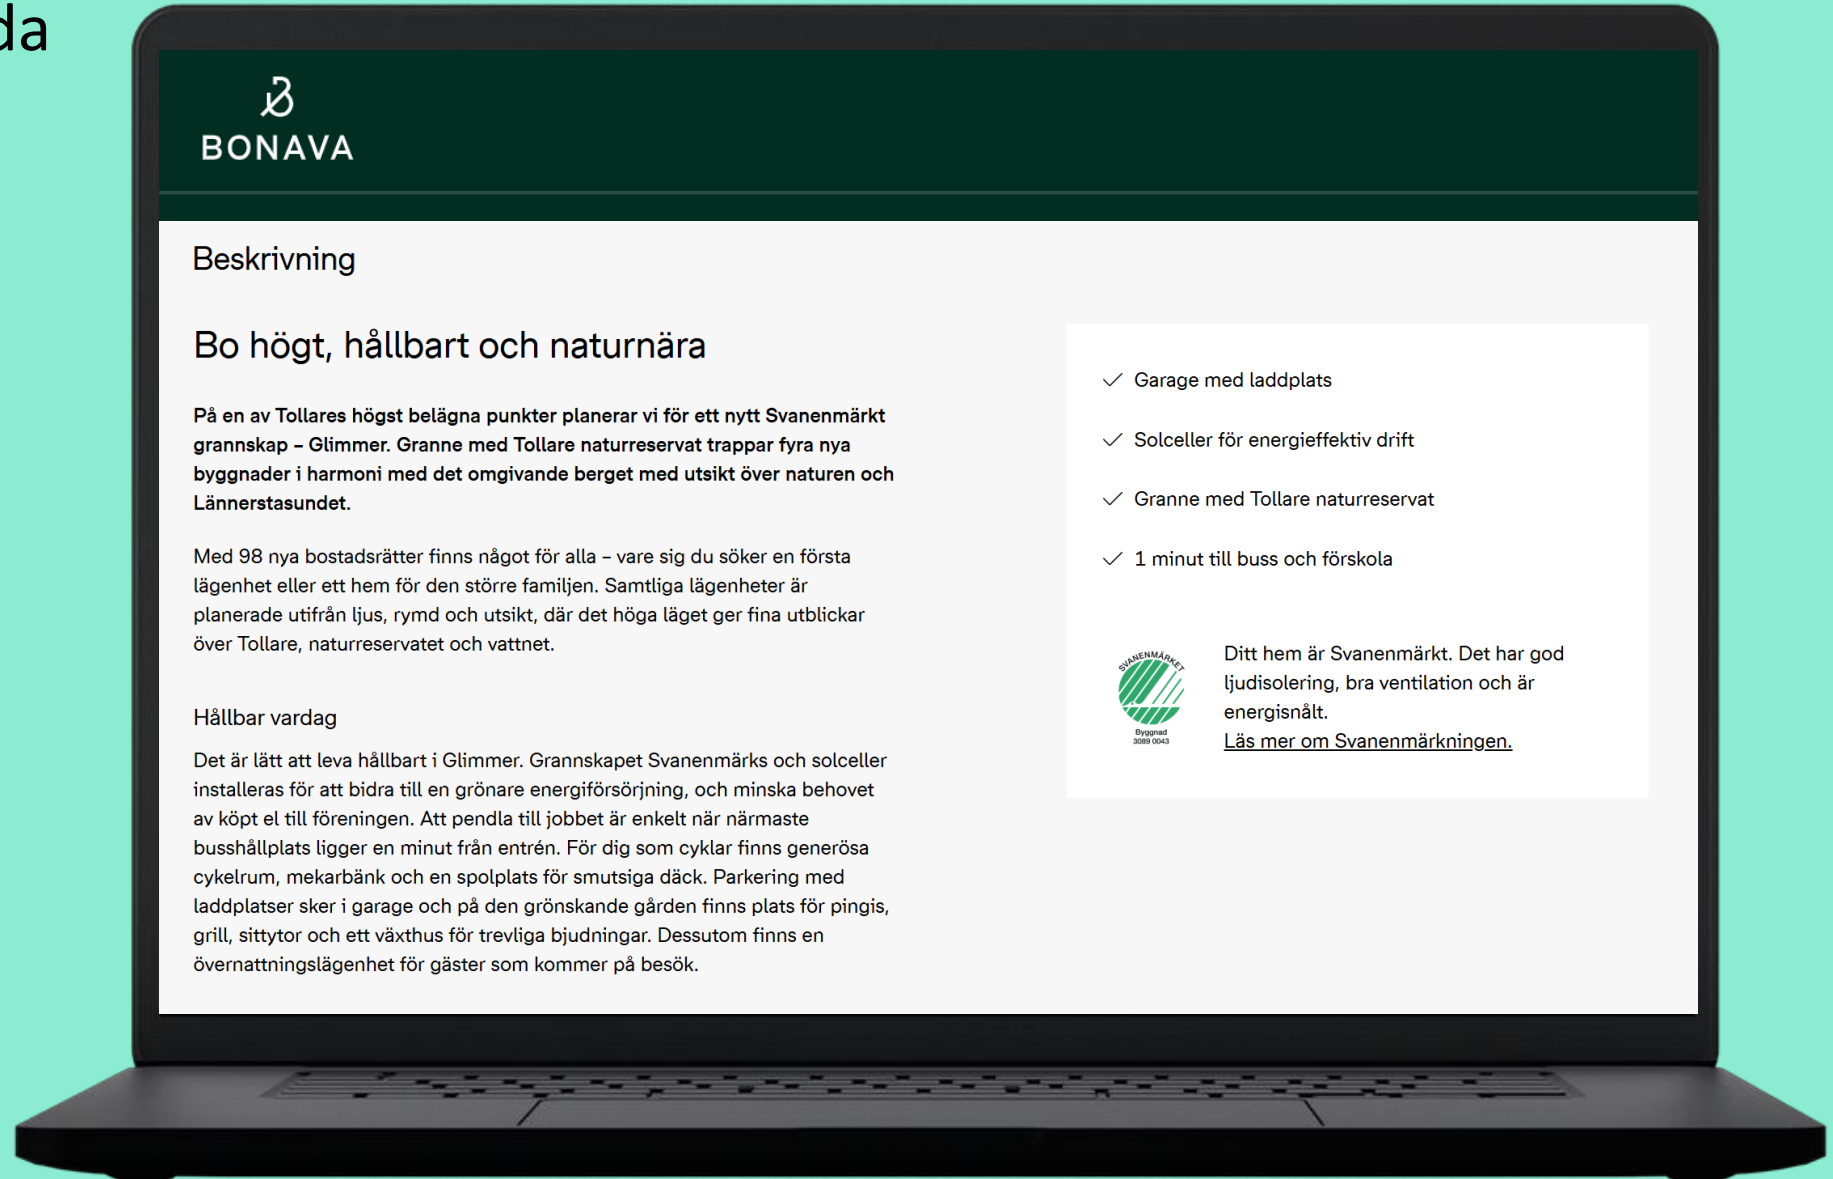 BONAVA
Beskrivning
Bo högt, hållbart och naturnära
På en av Tollares högst belägna punkter planerar vi för ett nytt Svanenmärkt
grannskap – Glimmer. Granne med Tollare naturreservat trappar fyra nya
byggnader i harmoni med det omgivande berget med utsikt över naturen och
Lännerstasundet.
Med 98 nya bostadsrätter finns något för alla – vare sig du söker en första
lägenhet eller ett hem för den större familjen. Samtliga lägenheter är
planerade utifrån ljus, rymd och utsikt, där det höga läget ger fina utblickar
över Tollare, naturreservatet och vattnet.
Hållbar vardag
Det är lätt att leva hållbart i Glimmer. Grannskapet Svanenmärks och solceller
installeras för att bidra till en grönare energiförsörjning, och minska behovet
av köpt el till föreningen. Att pendla till jobbet är enkelt när närmaste
busshållplats ligger en minut från entrén. För dig som cyklar finns generösa
cykelrum, mekarbänk och en spolplats för smutsiga däck. Parkering med
laddplatser sker i garage och på den grönskande gården finns plats för pingis,
grill, sittytor och ett växthus för trevliga bjudningar. Dessutom finns en
övernattningslägenhet för gäster som kommer på besök.
Garage med laddplats
Solceller för energieffektiv drift
Granne med Tollare naturreservat
1 minut till buss och förskola
SVANENMÄRKET
Byggnad
3089 0043
Ditt hem är Svanenmärkt. Det har god
ljudisolering, bra ventilation och är
energisnålt.
Läs mer om Svanenmärkningen.